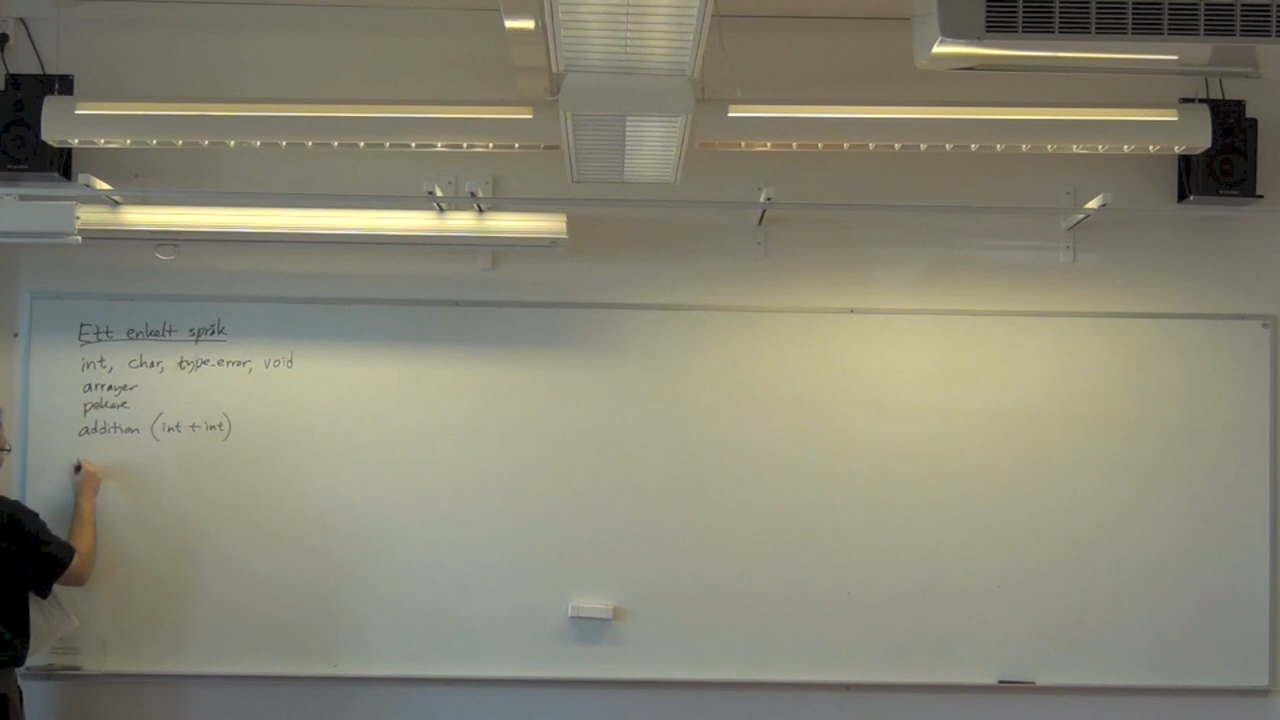 Ett enkelt språk
int, char, type_error, void
arrayer
pekare
addition (int + int)